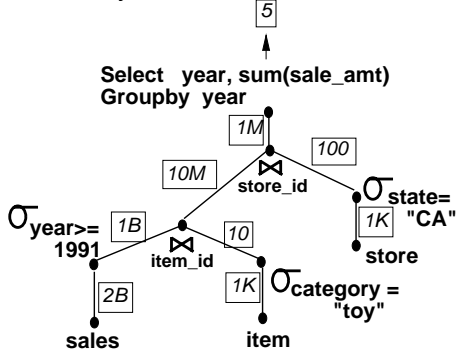 5
Select year, sum(sale_amt)
Groupby year
1M
10M
100
store_id
σ state=
"CA"
1K
store
σ year>=
1991
1B
item_id
10
2B
1K
σ category =
"toy"
sales
item